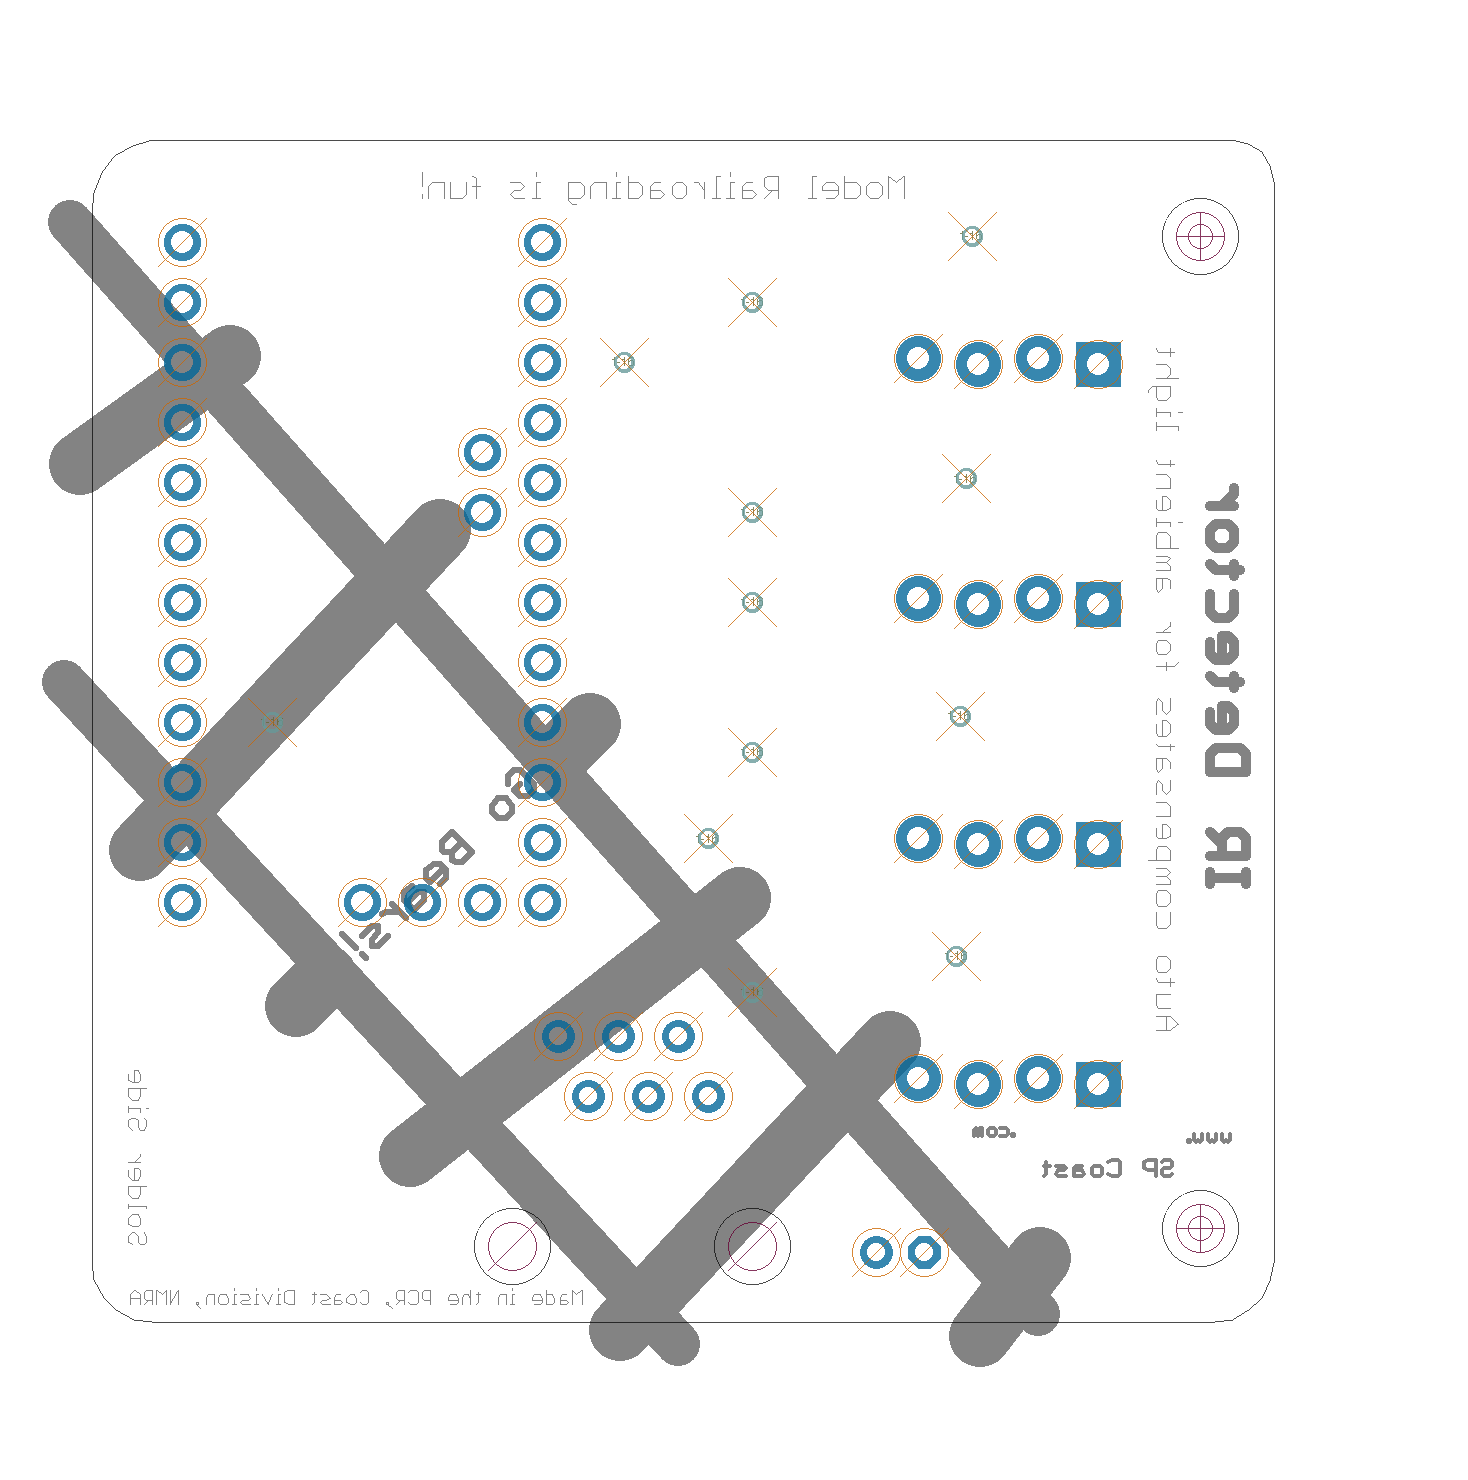 Model Railroading is fun!
Auto compensates for ambient light
IR Detector
Go Bearsi!
.com
www.
SP Coast
Solder Side
Made in the PCR, Coast Division, NMRA